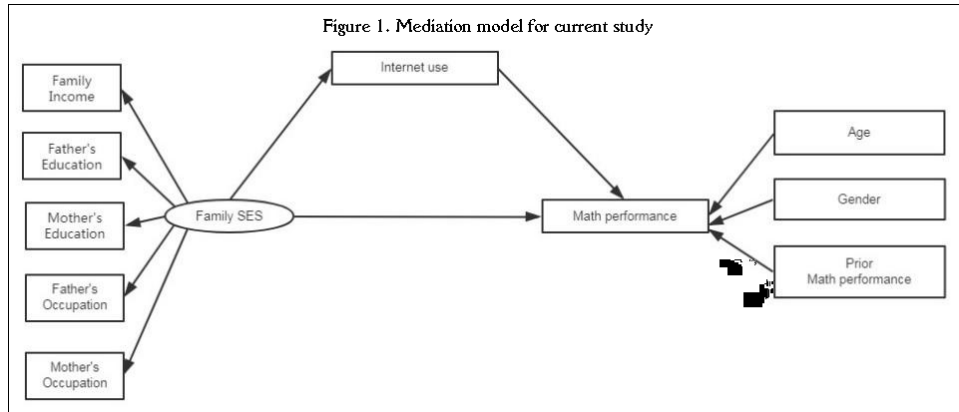 Figure 1. Mediation model for current study
Internet use
Family
Income
Father's
Education
Mother's
Education
Father's
Occupation
Mother's
Occupation
Family SES
Math performance
Age
Gender
Prior
Math performance